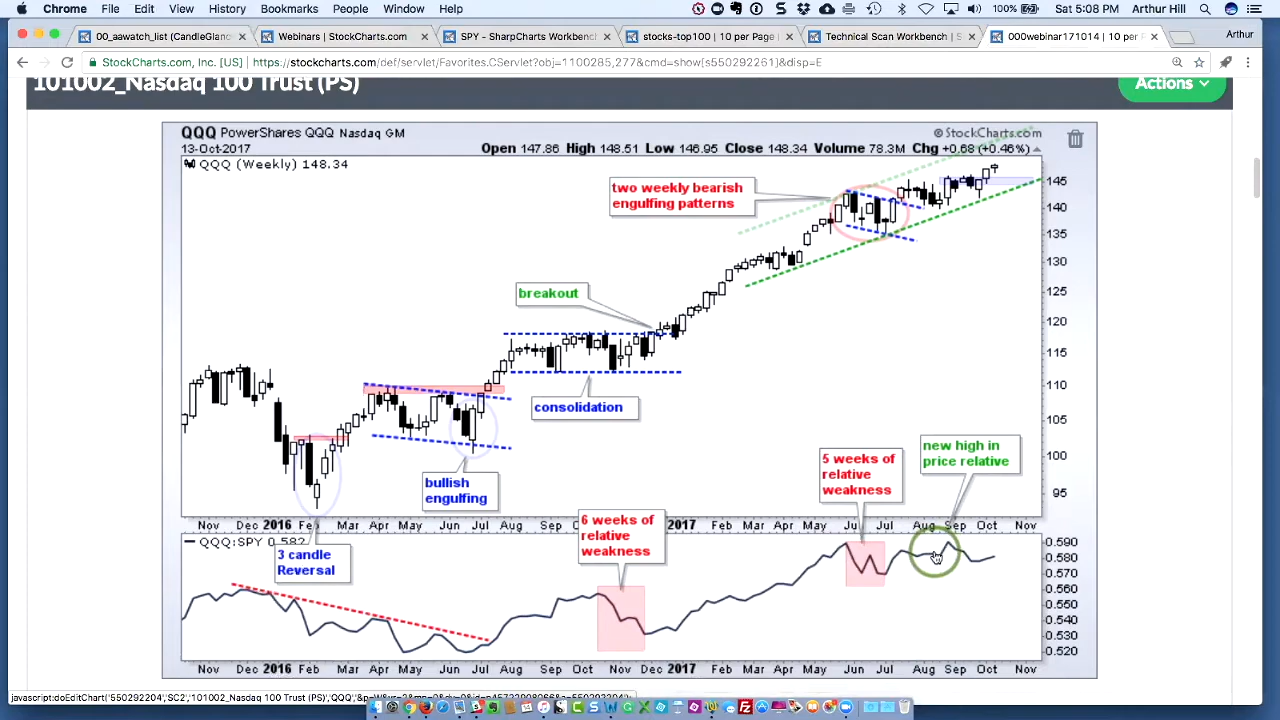 Chrome File Edit View History Bookmarks People Window Help 100% Sat 5:08 PM Arthur Hill
00_aawatch_list (CandleGlanc Webinars | StockCharts.com SPY - SharpCharts Workbench stocks-top100 | 10 per Page | Technical Scan Workbench | S 000webinar171014 | 10 per P Arthur
StockCharts.com, Inc. [US] https://stockcharts.com/def/servlet/Favorites.CServlet?obj=1100285,277&cmd=show[s550292261]&disp=E
101002_Nasdaq 100 Trust (PS)
Actions
QQQ PowerShares QQQ Nasdaq GM
© StockCharts.com
13-Oct-2017
Open 147.86 High 148.51 Low 146.95 Close 148.34 Volume 78.3M Chg +0.68 (+0.46%)
QQQ (Weekly) 148.34
two weekly bearish
engulfing patterns
145
140
135
130
125
120
115
110
105
100
95
breakout
consolidation
bullish
engulfing
5 weeks of
relative
weakness
new high in
price relative
Nov Dec 2016 Feb Mar Apr May Jun Jul Aug Sep Oct Nov Dec 2017 Feb Mar Apr May Jun Jul Aug Sep Oct Nov
6 weeks of
relative
weakness
QQQ:SPY 0.582
3 candle
Reversal
0.590
0.580
0.570
0.560
0.550
0.540
0.530
0.520
Nov Dec 2016 Feb Mar Apr May Jun Jul Aug Sep Oct Nov Dec 2017 Feb Mar Apr May Jun Jul Aug Sep Oct Nov